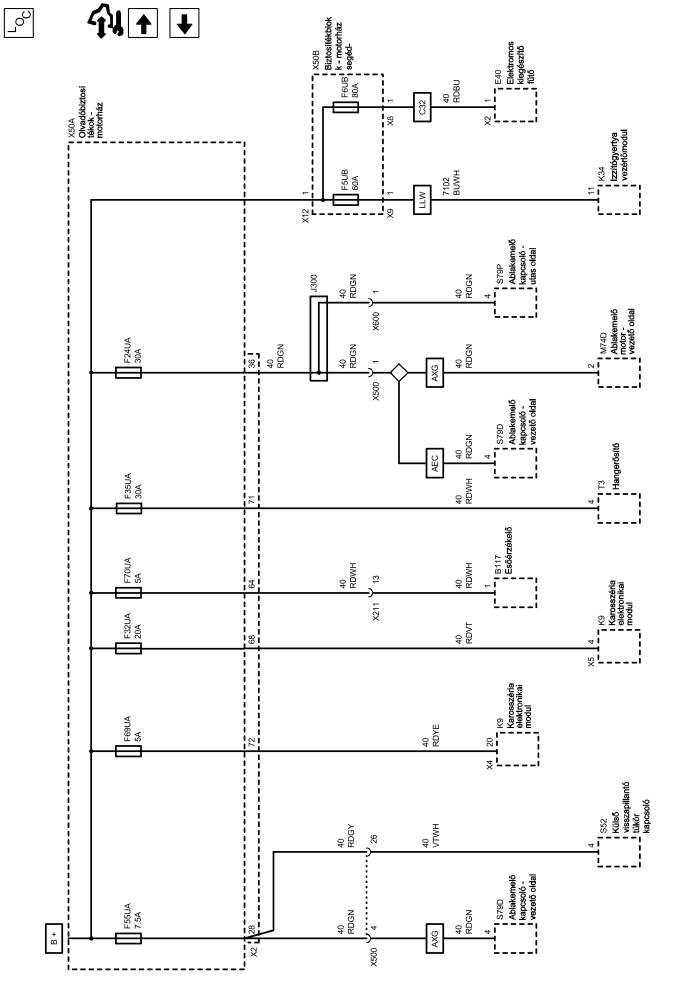 LOC
B +
X50A
Olvadóbiztosí
tékok -
motorház
F55UA
7.5A
F69UA
5A
F32UA
20A
F70UA
5A
F35UA
30A
F24UA
30A
X2
28
72
68
64
71
36
X50B
Biztosítékblok
k - motorház
segéd-
F6UB
80A
F5UB
60A
X12
1
X8
1
X9
1
C32
LLW
40
RDBU
7102
BUWH
X2
1
E40
Elektromos
kiegészítő
fűtő
11
K34
Izzítógyertya
vezérlőmodul
40
RDGN
J300
40
RDGN
X600
1
40
RDGN
4
S79P
Ablakemelő
kapcsoló -
utas oldal
40
RDGN
X500
1
AXG
40
RDGN
2
M74D
Ablakemelő
motor -
vezető oldal
AEC
40
RDGN
4
S79D
Ablakemelő
kapcsoló -
vezető oldal
40
RDWH
4
T3
Hangerősítő
40
RDWH
X211
13
40
RDWH
1
B117
Esőérzékelő
40
RDVT
X5
4
K9
Karosszéria
elektronikai
modul
40
RDYE
X4
20
K9
Karosszéria
elektronikai
modul
40
RDGY
26
40
VTWH
4
S52
Külső
visszapillantó
tükör
kapcsoló
40
RDGN
X500
4
AXG
40
RDGN
4
S79D
Ablakemelő
kapcsoló -
vezető oldal